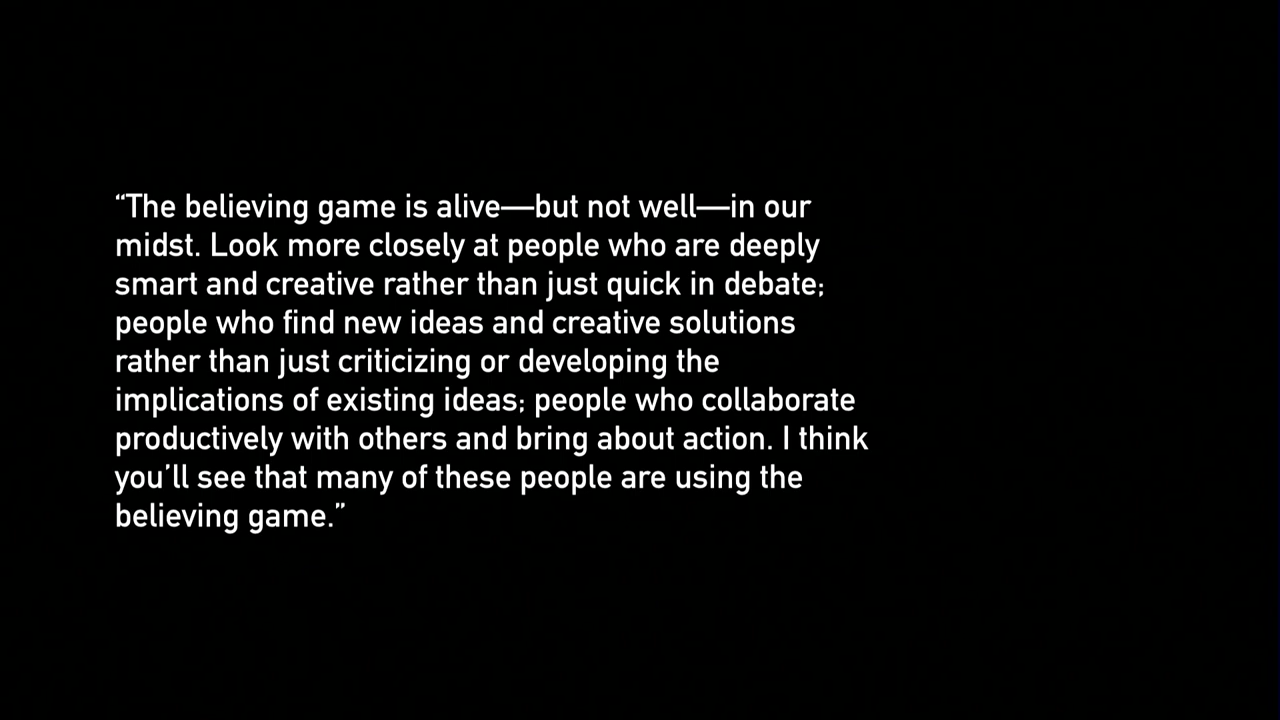 “The believing game is alive—but not well—in our
midst. Look more closely at people who are deeply
smart and creative rather than just quick in debate;
people who find new ideas and creative solutions
rather than just criticizing or developing the
implications of existing ideas; people who collaborate
productively with others and bring about action. I think
you’ll see that many of these people are using the
believing game.”